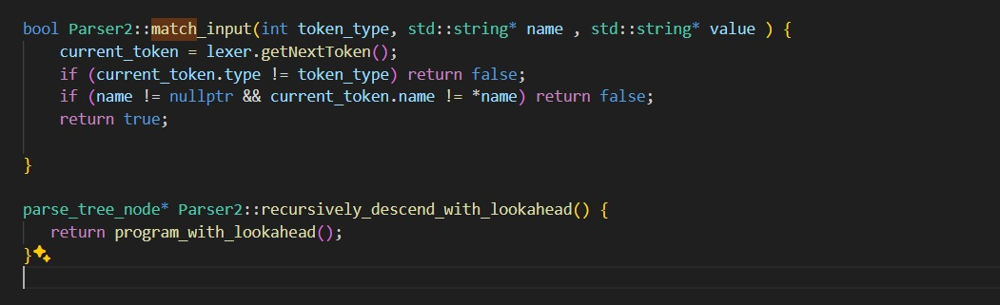 bool Parser2::match_input(int token_type, std::string* name , std::string* value ) {
current_token = lexer.getNextToken();
if (current_token.type != token_type) return false;
if (name != nullptr && current_token.name != *name) return false;
return true;
}
parse_tree_node* Parser2::recursively_descend_with_lookahead() {
return program_with_lookahead();
}